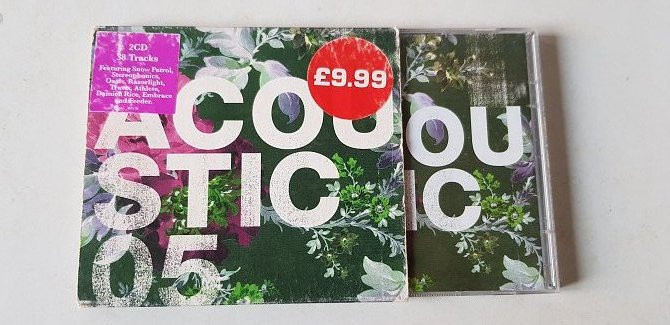 2CD
38 Tracks
Featuring Snow Patrol,
Stereophonics,
Oasis, Razorlight,
Travis, Athlete,
Damien Rice, Embrace
and Feeder.
£9.99
ACOU
STIC
05
OU
IC